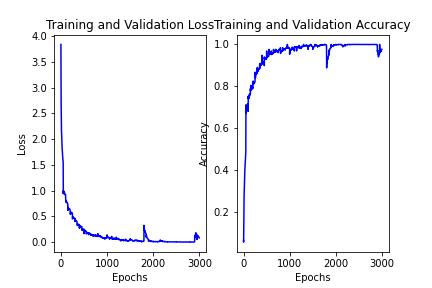 Training and Validation Loss
4.0
3.5
3.0
2.5
2.0
1.5
1.0
0.5
0.0
Loss
0 1000 2000 3000
Epochs
Training and Validation Accuracy
1.0
0.8
0.6
0.4
0.2
Accuracy
0 1000 2000 3000
Epochs